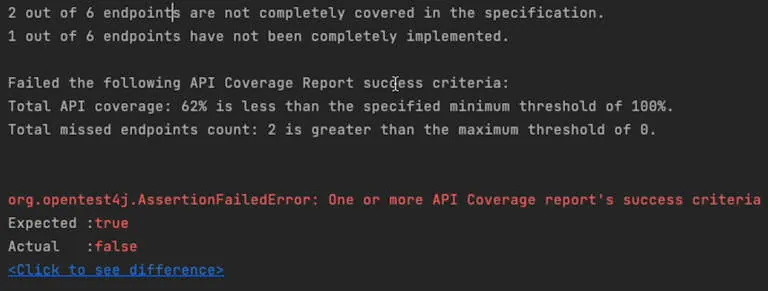 2 out of 6 endpoints are not completely covered in the specification.
1 out of 6 endpoints have not been completely implemented.
Failed the following API Coverage Report success criteria:
Total API coverage: 62% is less than the specified minimum threshold of 100%.
Total missed endpoints count: 2 is greater than the maximum threshold of 0.
org.opentest4j.AssertionFailedError: One or more API Coverage report's success criteria
Expected :true
Actual   :false
<Click to see difference>